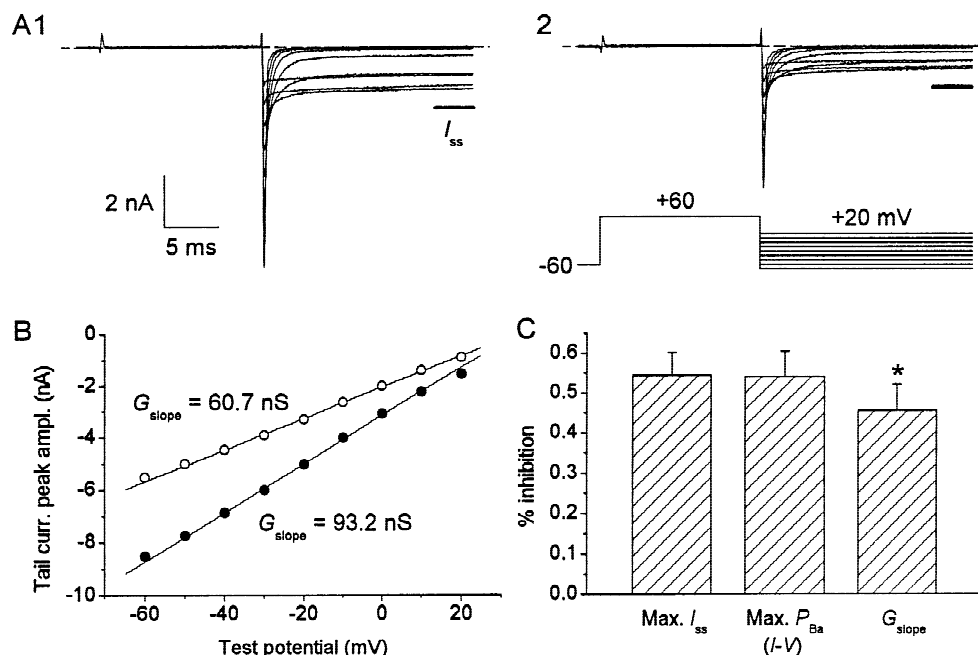 A1
2
I ss
2 nA
5 ms
+60
+20 mV
-60
B
Tail curr. peak ampl. (nA)
0
-2
-4
-6
-8
-10
G slope = 60.7 nS
G slope = 93.2 nS
-60 -40 -20 0 20
Test potential (mV)
C
% inhibition
0.6
0.5
0.4
0.3
0.2
0.1
0.0
*
Max. I ss
Max. P Ba
(I-V)
G slope